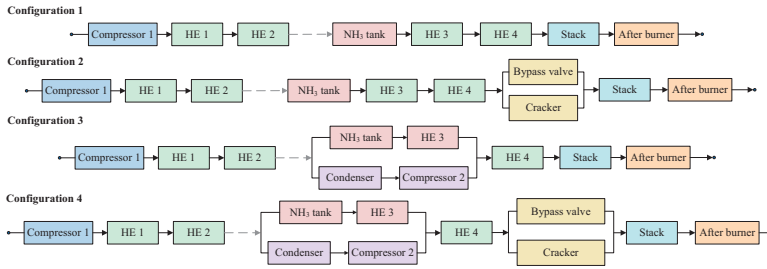 Configuration 1
Compressor 1 HE 1 HE 2 NH₃ tank HE 3 HE 4 Stack After burner
Configuration 2
Bypass valve
Compressor 1 HE 1 HE 2 NH₃ tank HE 3 HE 4 Stack After burner
Cracker
Configuration 3
NH₃ tank HE 3
Compressor 1 HE 1 HE 2 HE 4 Stack After burner
Condenser Compressor 2
Configuration 4
NH₃ tank HE 3 Bypass valve
Compressor 1 HE 1 HE 2 HE 4 Stack After burner
Condenser Compressor 2 Cracker